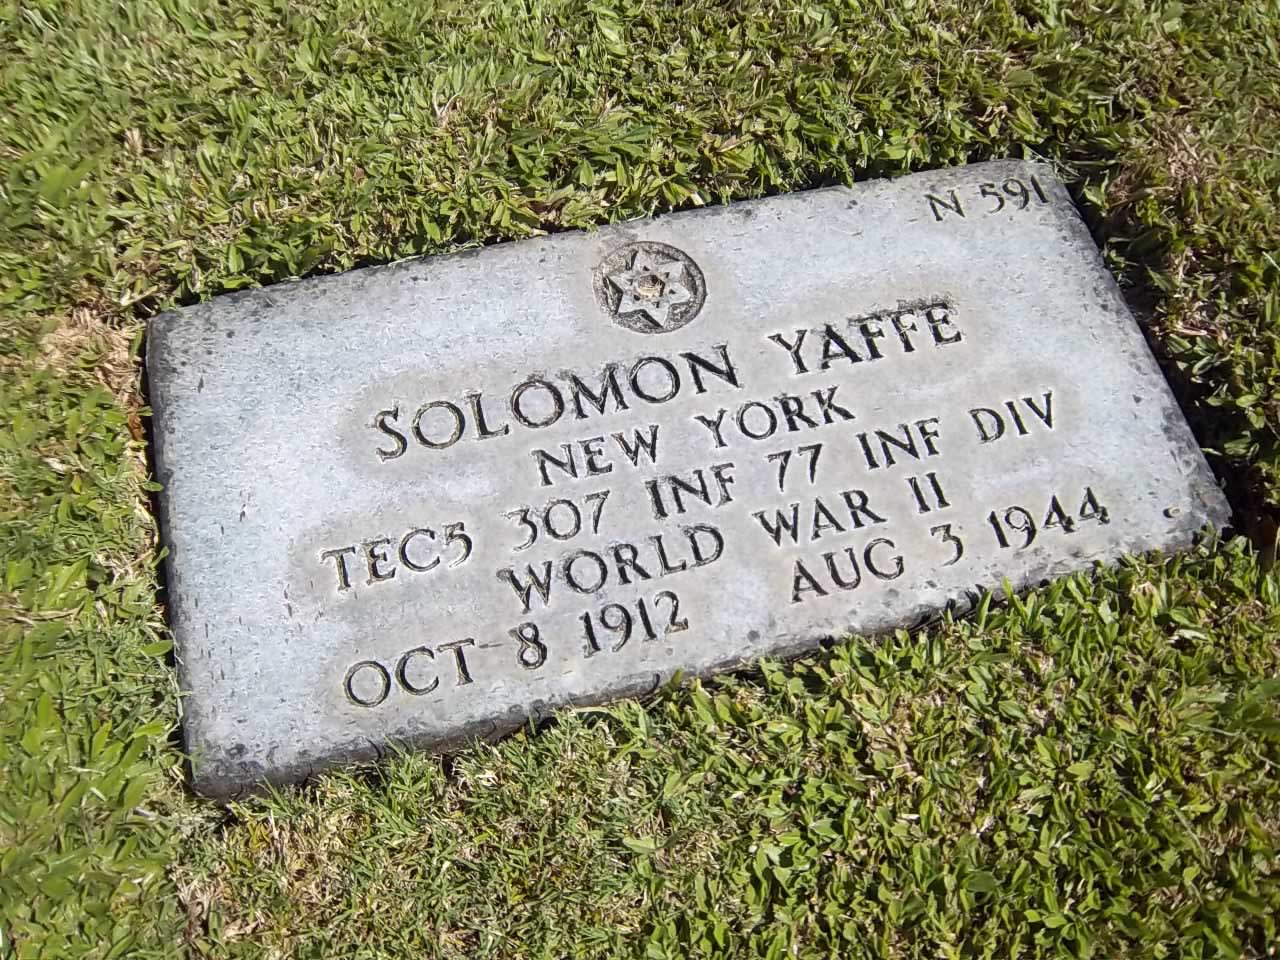 N 591
SOLOMON YAFFE
NEW YORK
TEC5 307 INF 77 INF DIV
WORLD WAR II
OCT 8 1912 AUG 3 1944